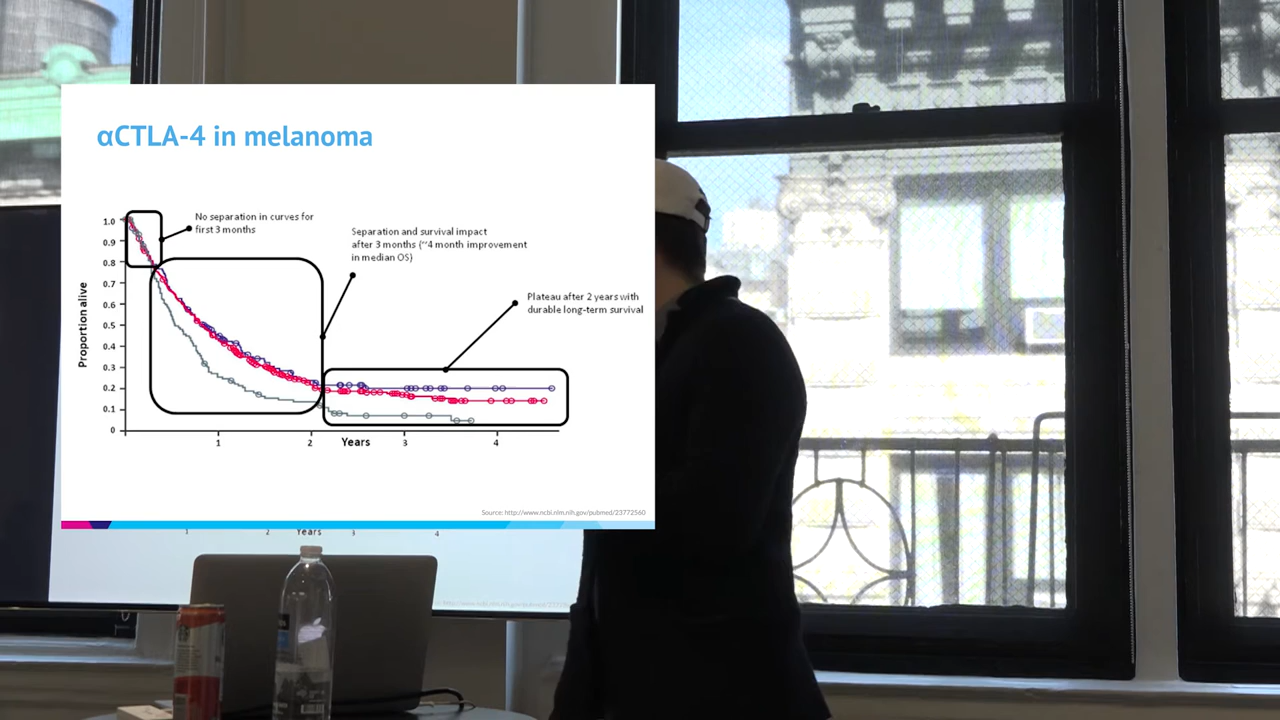 αCTLA-4 in melanoma
No separation in curves for
first 3 months
Separation and survival impact
after 3 months (~4 month improvement
in median OS)
Plateau after 2 years with
durable long-term survival
Proportion alive
1.0
0.9
0.8
0.7
0.6
0.5
0.4
0.3
0.2
0.1
0
1
2
3
4
Years
Source: http://www.ncbi.nlm.nih.gov/pubmed/23772560
1
2
Years
3
4